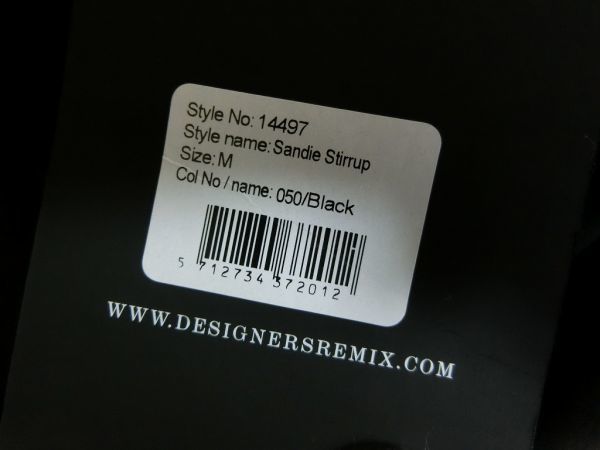 Style No: 14497
Style name: Sandie Stirrup
Size: M
Col No / name: 050/Black
5 712734 372012
WWW.DESIGNERSREMIX.COM